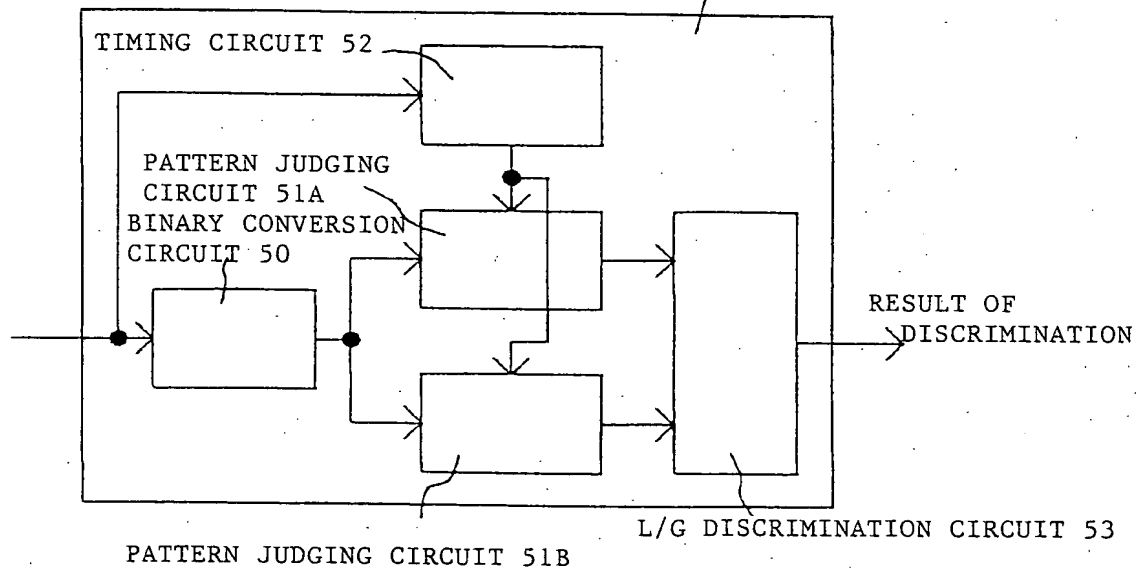 TIMING CIRCUIT 52
PATTERN JUDGING
CIRCUIT 51A
BINARY CONVERSION
CIRCUIT 50
RESULT OF
DISCRIMINATION
L/G DISCRIMINATION CIRCUIT 53
PATTERN JUDGING CIRCUIT 51B